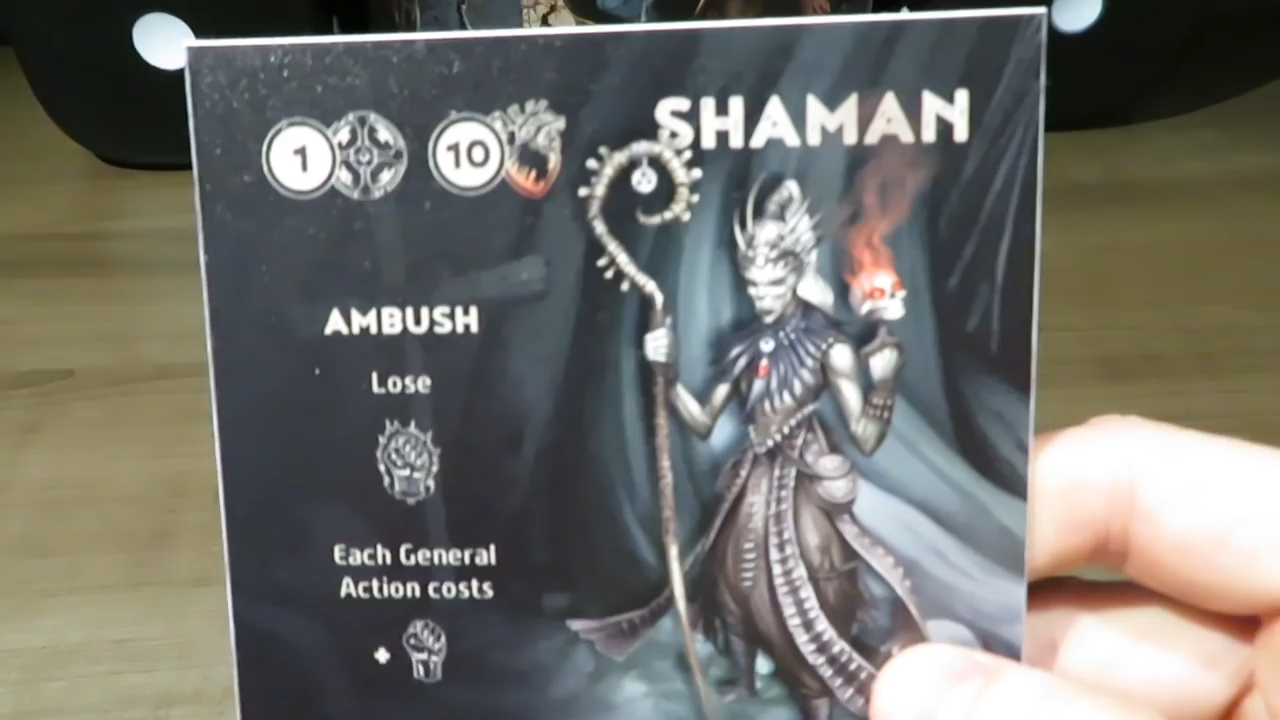 SHAMAN
1 10
AMBUSH
Lose
Each General
Action costs
+